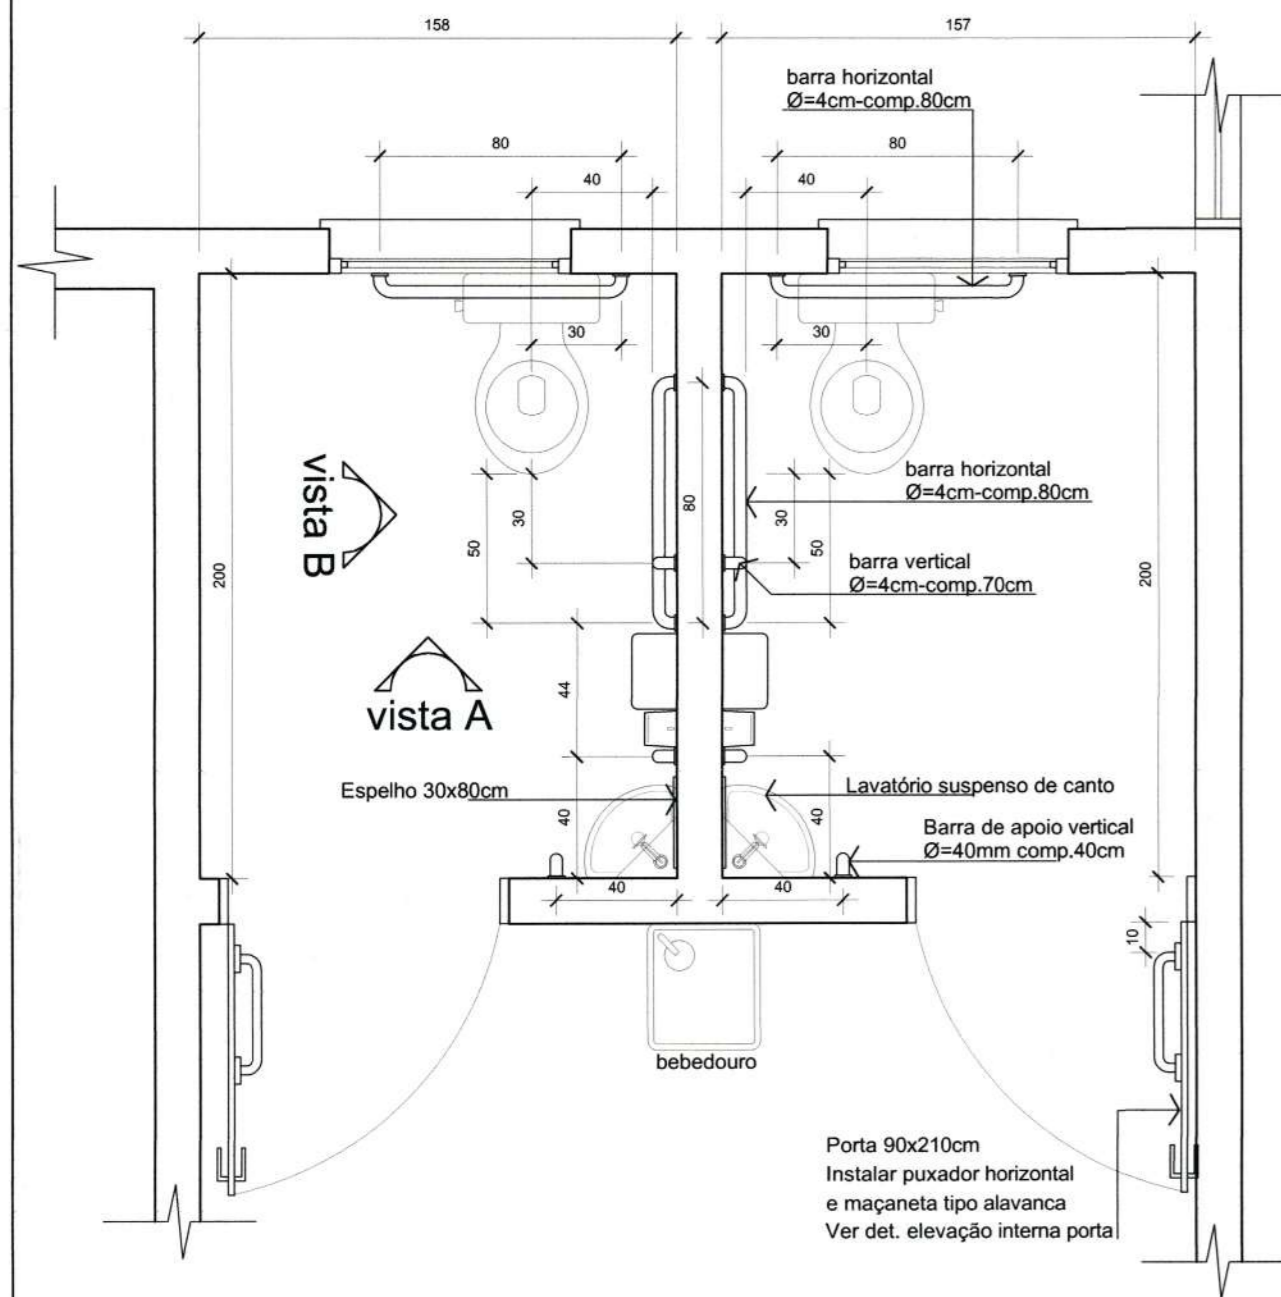 158
157
barra horizontal
Ø=4cm-comp.80cm
80
80
40
40
30
30
barra horizontal
Ø=4cm-comp.80cm
vista B
80
30
30
50
50
barra vertical
Ø=4cm-comp.70cm
200
200
44
vista A
Espelho 30x80cm
Lavatório suspenso de canto
40
40
Barra de apoio vertical
Ø=40mm comp.40cm
40
40
10
bebedouro
Porta 90x210cm
Instalar puxador horizontal
e maçaneta tipo alavanca
Ver det. elevação interna porta